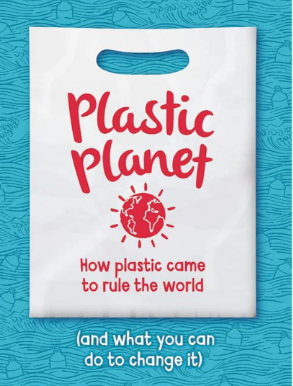 Plastic
planet
How plastic came
to rule the world
(and what you can
do to change it)